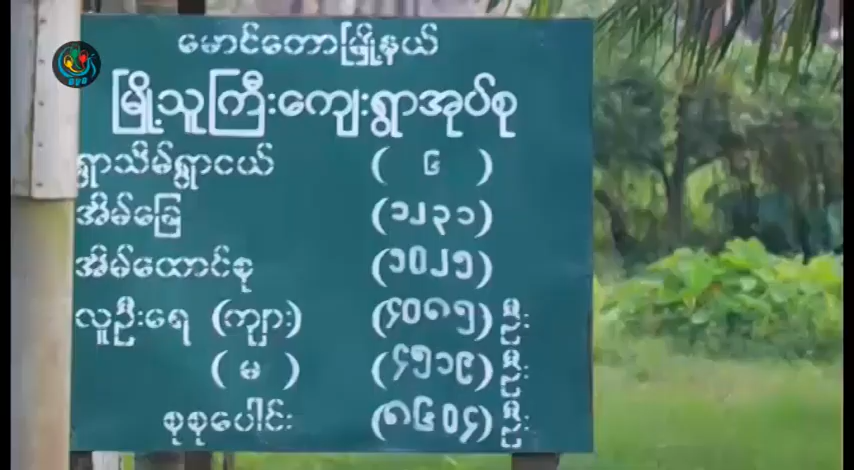 မောင်တောမြို့နယ်
မြို့သူကြီးကျေးရွာအုပ်စု
ရွာသိမ်ရွာငယ် (၆)
အိမ်ခြေ (၁၂၃၁)
အိမ်ထောင်စု (၁၀၂၅)
လူဦးရေ (ကျား) (၄၀၈၅)ဦး
(မ) (၄၅၁၉)ဦး
စုစုပေါင်း (၈၆၀၄)ဦး